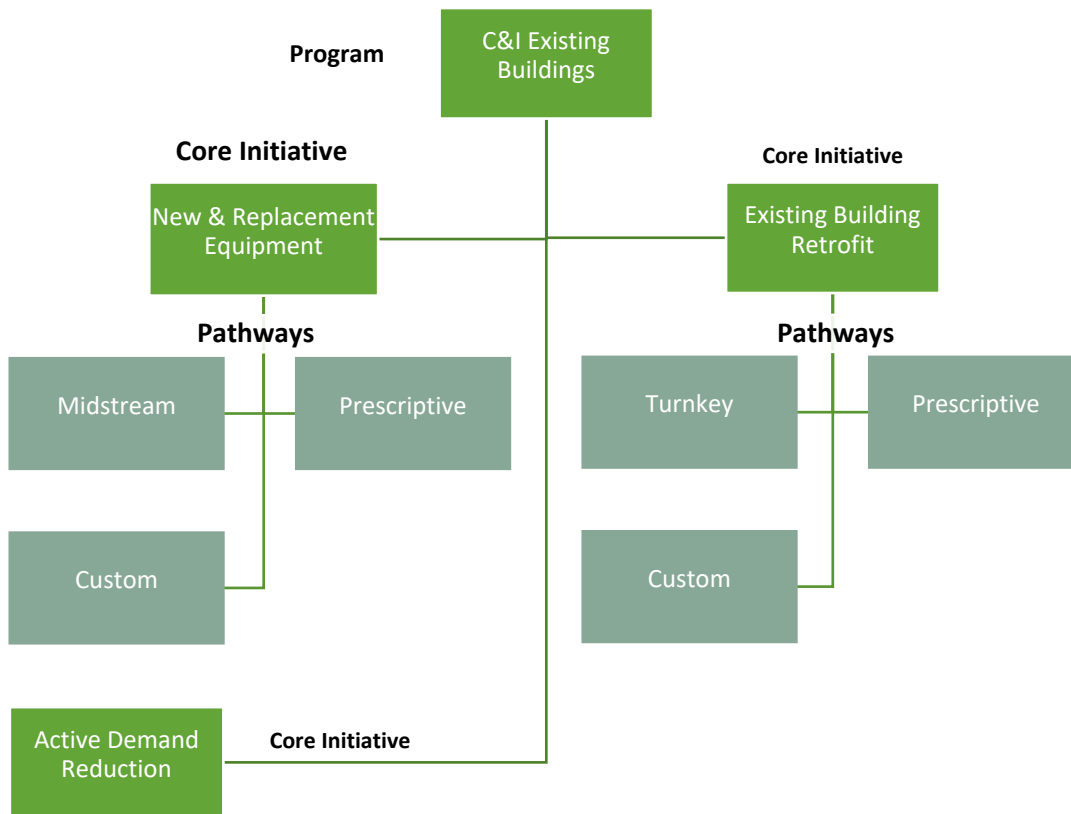 Program
C&I Existing
Buildings
Core Initiative
New & Replacement
Equipment
Core Initiative
Existing Building
Retrofit
Pathways
Midstream
Prescriptive
Custom
Pathways
Turnkey
Prescriptive
Custom
Active Demand
Reduction
Core Initiative